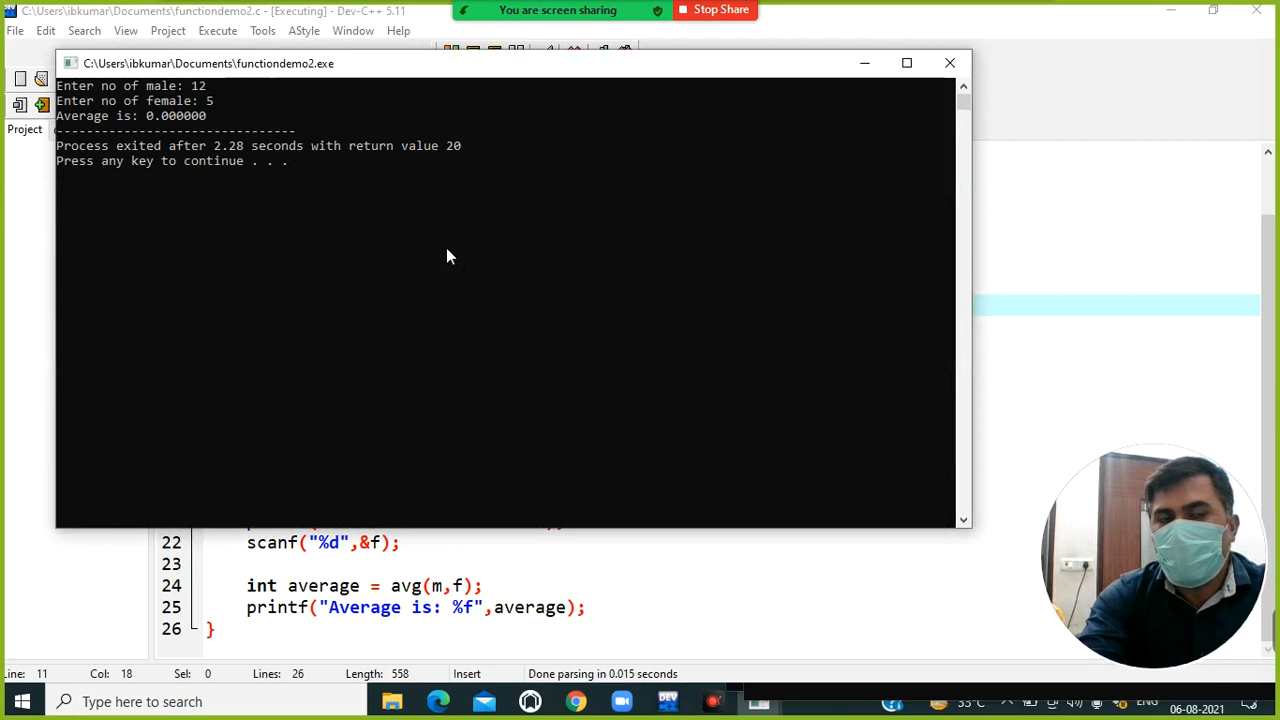 C:\Users\ibkumar\Documents\functiondemo2.c - [Executing] - Dev-C++ 5.11
You are screen sharing
Stop Share
File Edit Search View Project Execute Tools AStyle Window Help
C:\Users\ibkumar\Documents\functiondemo2.exe
Enter no of male: 12
Enter no of female: 5
Average is: 0.000000
--------------------------------
Process exited after 2.28 seconds with return value 20
Press any key to continue . . .
Project
22 scanf("%d",&f);
23
24 int average = avg(m,f);
25 printf("Average is: %f",average);
26 }
Line: 11 Col: 18 Sel: 0 Lines: 26 Length: 558 Insert Done parsing in 0.015 seconds
Type here to search
DEV
33°C
ENG
06-08-2021